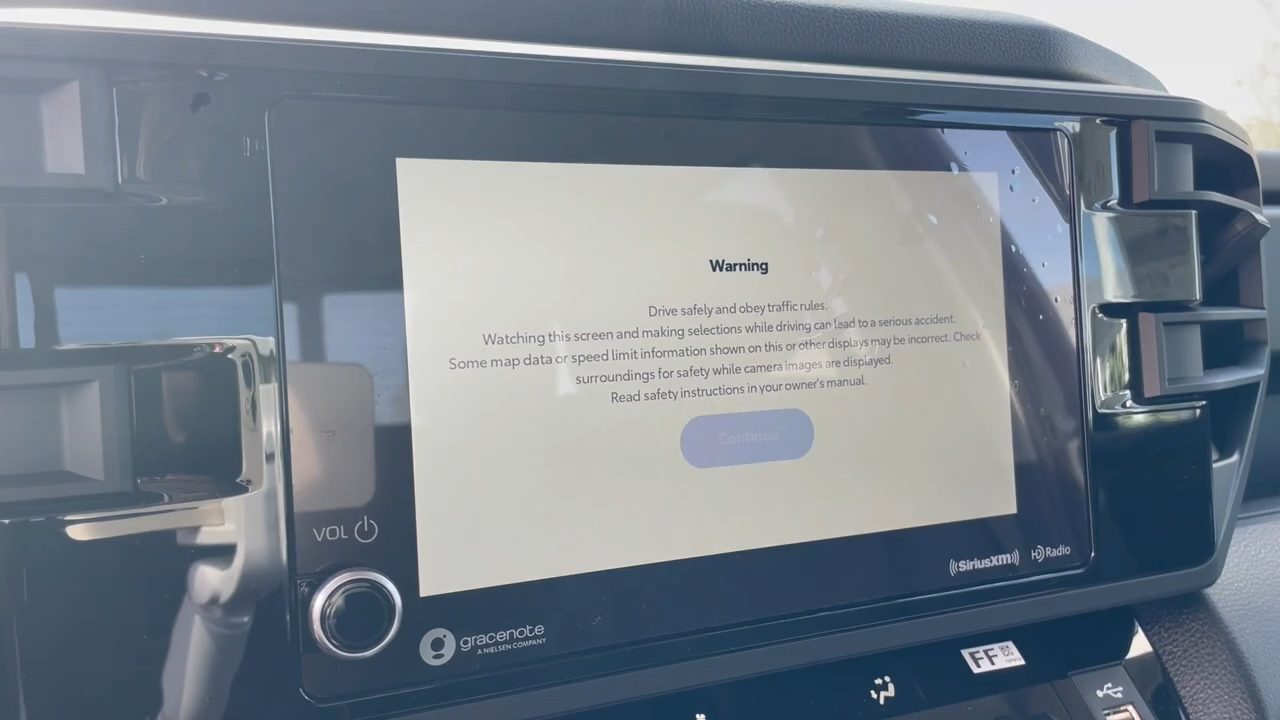 Warning
Drive safely and obey traffic rules.
Watching this screen and making selections while driving can lead to a serious accident.
Some map data or speed limit information shown on this or other displays may be incorrect. Check
surroundings for safety while camera images are displayed.
Read safety instructions in your owner's manual.
Continue
VOL
SiriusXM
HD Radio
gracenote
A NIELSEN COMPANY
FF